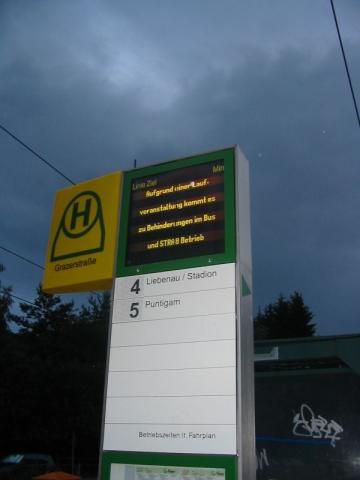 H
Grazerstraße
Linie Ziel Min
Aufgrund einer Lauf-
veranstaltung kommt es
zu Behinderungen im Bus
und STRAB Betrieb
4 Liebenau / Stadion
5 Puntigam
Betriebszeiten lt. Fahrplan